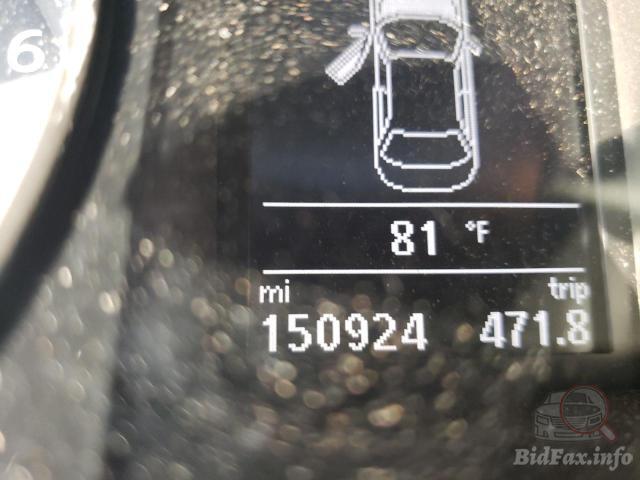 6
81 °F
mi trip
150924 471.8
BidFax.info